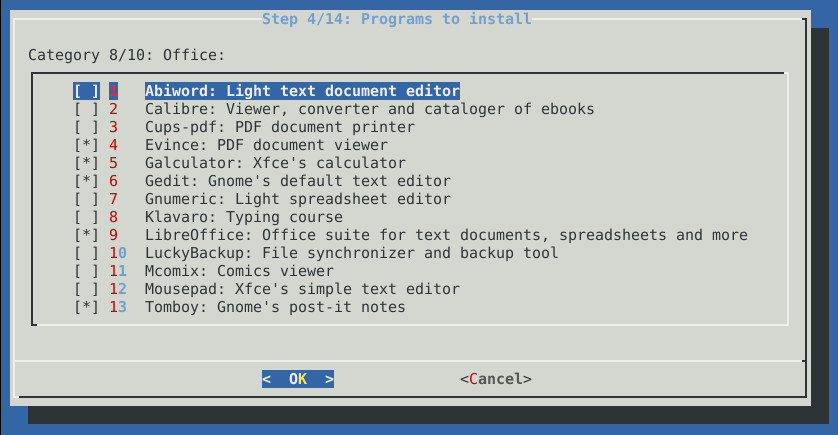 Step 4/14: Programs to install
Category 8/10: Office:
[ ] 1 Abiword: Light text document editor
[ ] 2 Calibre: Viewer, converter and cataloger of ebooks
[ ] 3 Cups-pdf: PDF document printer
[*] 4 Evince: PDF document viewer
[*] 5 Galculator: Xfce's calculator
[*] 6 Gedit: Gnome's default text editor
[ ] 7 Gnumeric: Light spreadsheet editor
[ ] 8 Klavaro: Typing course
[*] 9 LibreOffice: Office suite for text documents, spreadsheets and more
[ ] 10 LuckyBackup: File synchronizer and backup tool
[ ] 11 Mcomix: Comics viewer
[ ] 12 Mousepad: Xfce's simple text editor
[*] 13 Tomboy: Gnome's post-it notes
< OK > <Cancel>